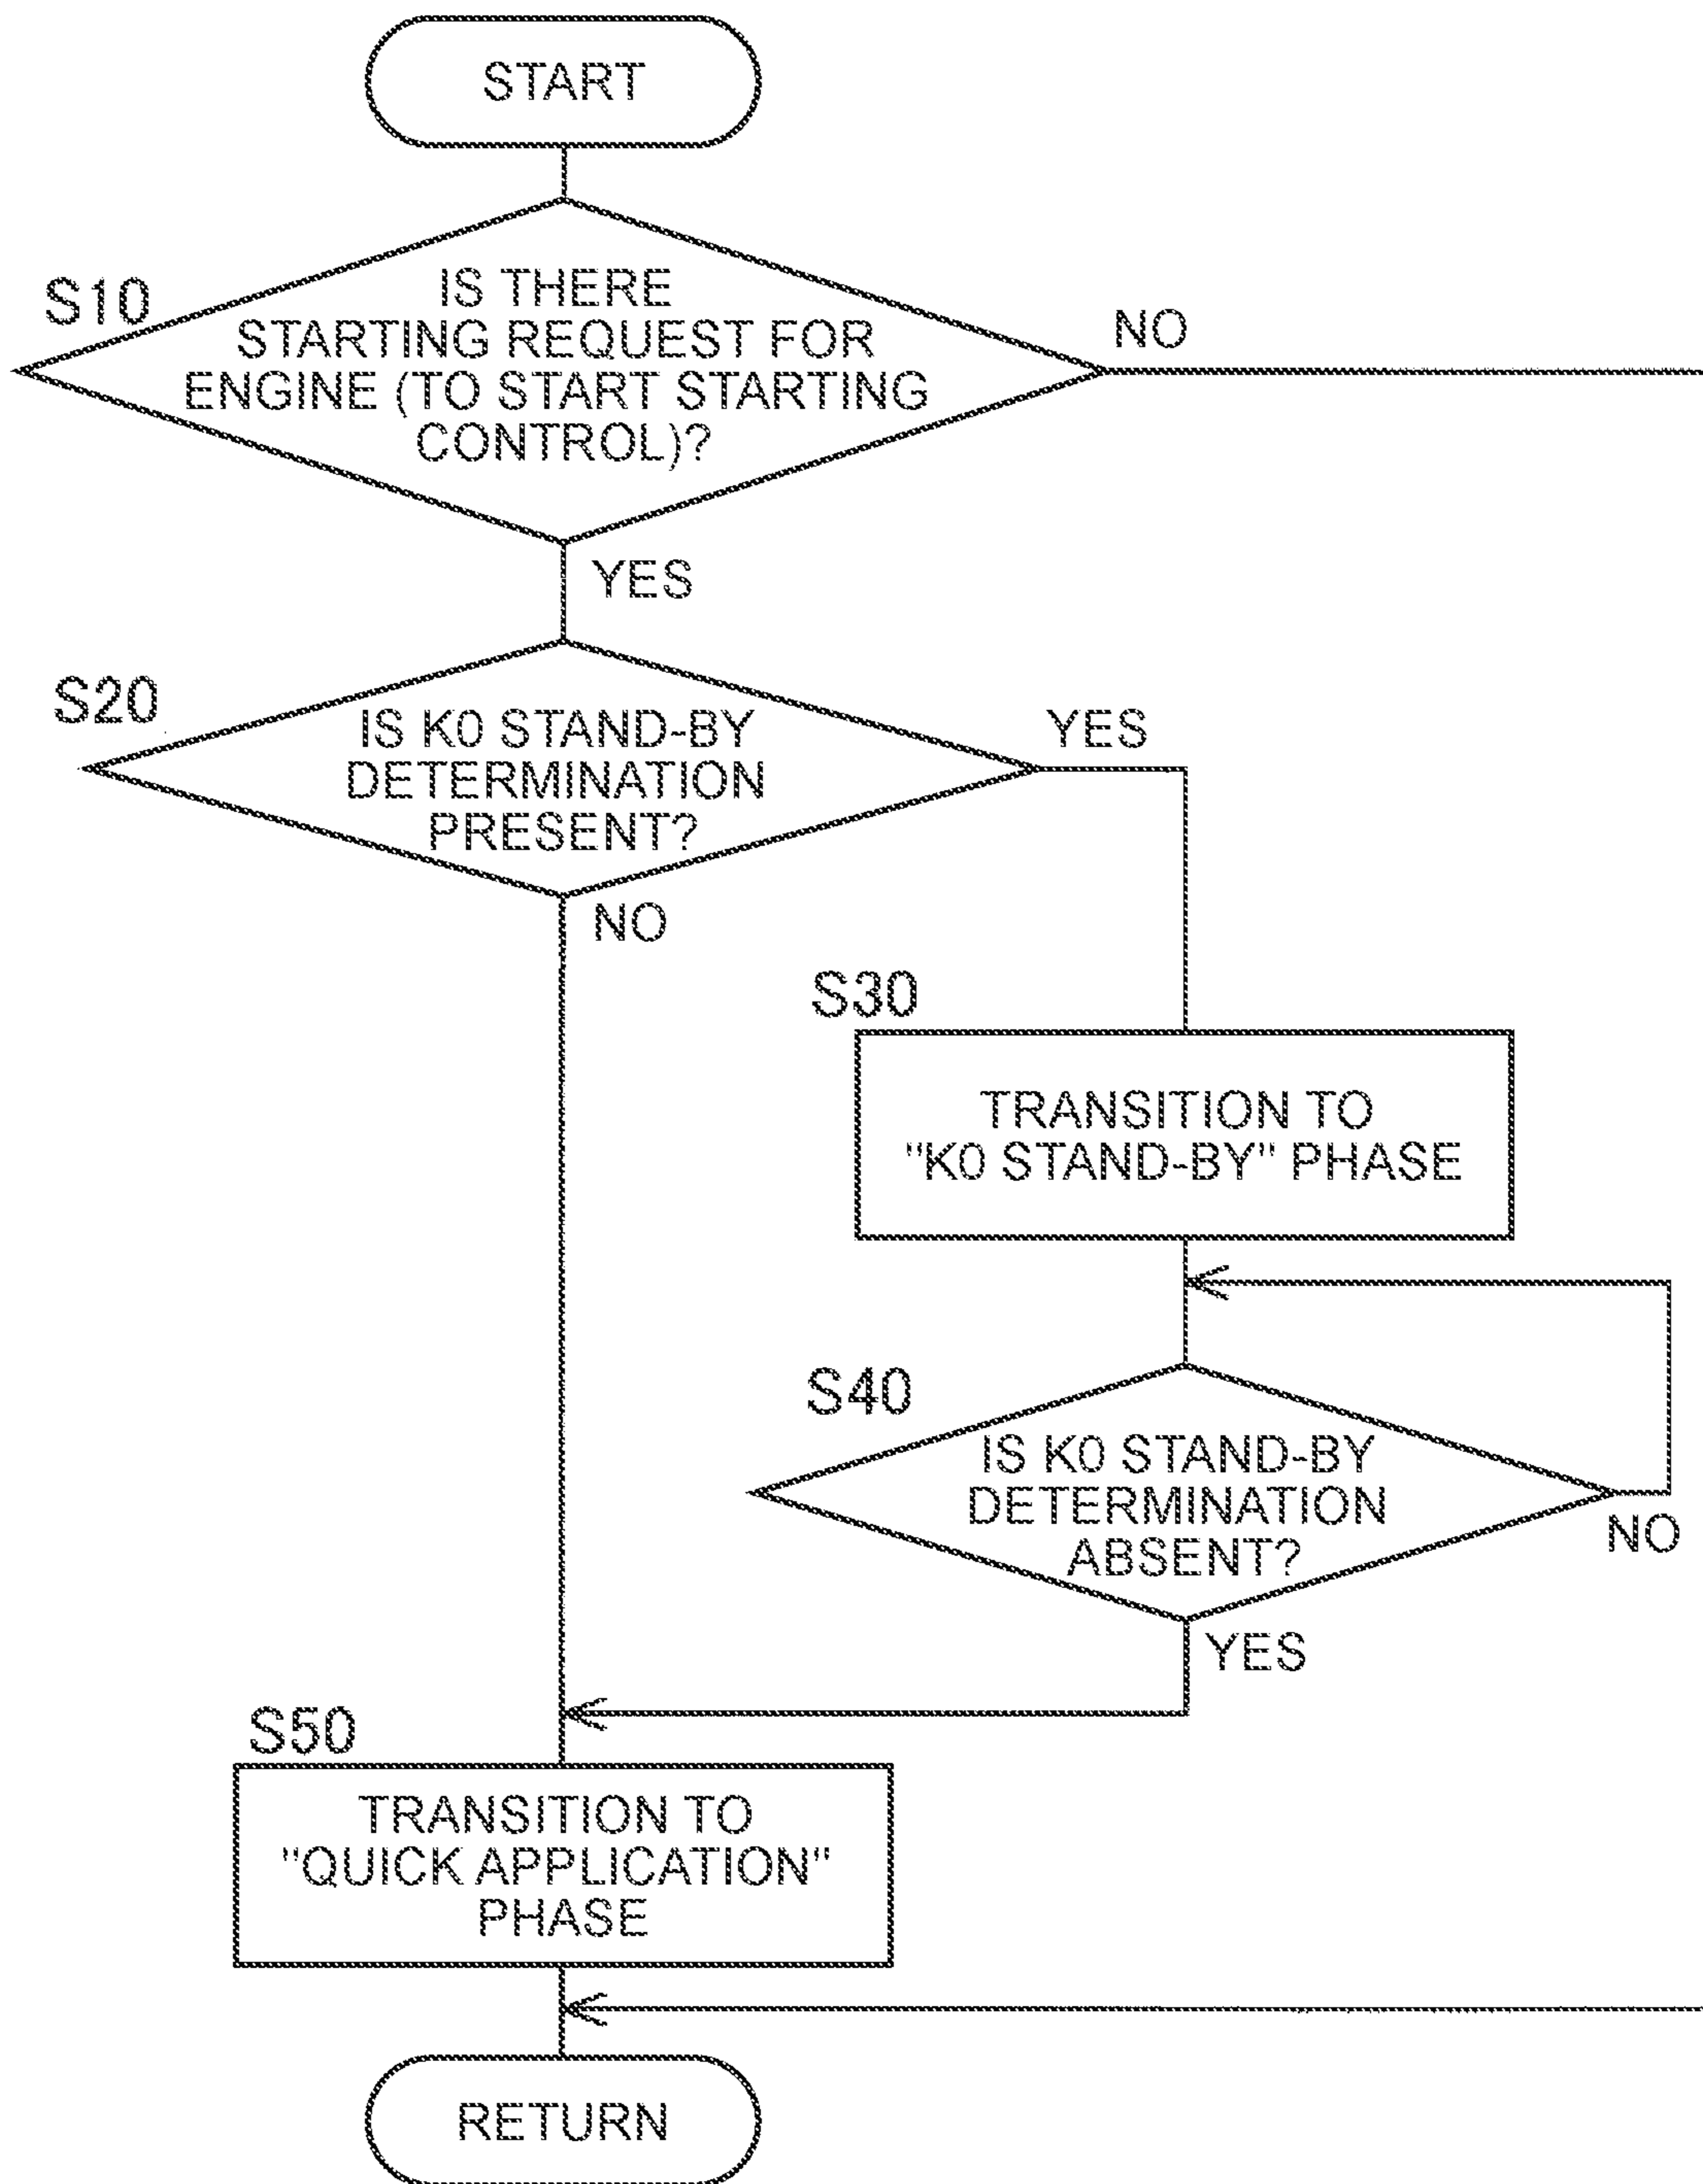 START
S10
IS THERE
STARTING REQUEST FOR
ENGINE (TO START STARTING
CONTROL)?
NO
YES
S20
IS K0 STAND-BY
DETERMINATION
PRESENT?
YES
NO
S30
TRANSITION TO
"K0 STAND-BY" PHASE
S40
IS K0 STAND-BY
DETERMINATION
ABSENT?
NO
YES
S50
TRANSITION TO
"QUICK APPLICATION"
PHASE
RETURN